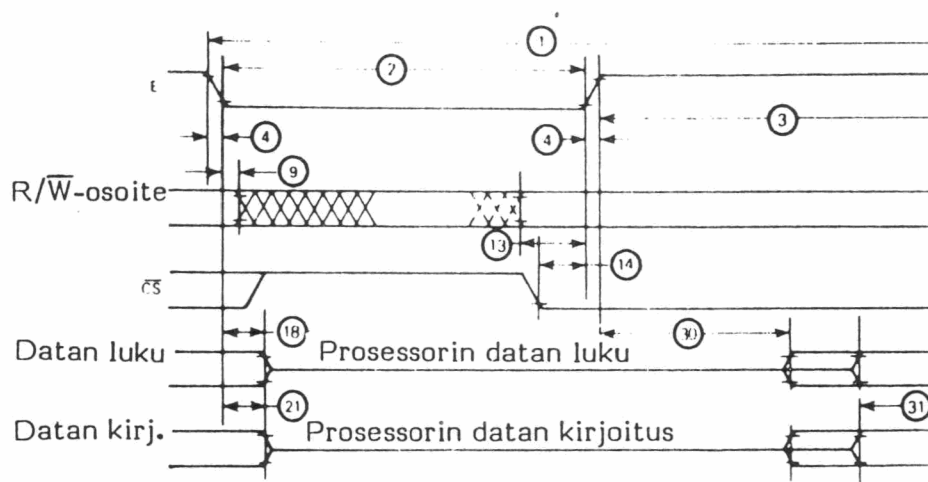 1
2
E
3
4 4
9
R/W̅-osoite
13
14
C̅S̅
18 30
Datan luku Prosessorin datan luku
21 31
Datan kirj. Prosessorin datan kirjoitus